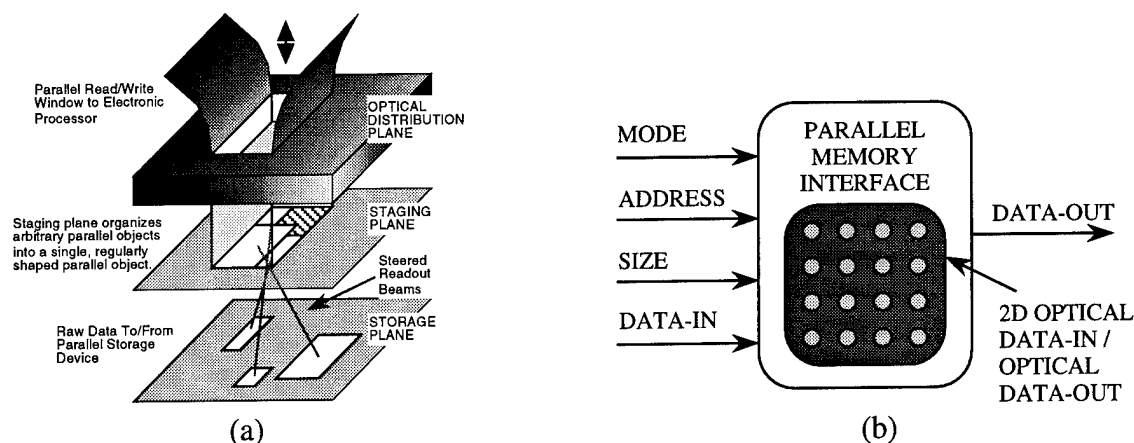 Parallel Read/Write
Window to Electronic
Processor
OPTICAL
DISTRIBUTION
PLANE
Staging plane organizes
arbitrary parallel objects
into a single, regularly
shaped parallel object.
STAGING
PLANE
Steered
Readout
Beams
Raw Data To/From
Parallel Storage
Device
STORAGE
PLANE
(a)
MODE
ADDRESS
SIZE
DATA-IN
PARALLEL
MEMORY
INTERFACE
DATA-OUT
2D OPTICAL
DATA-IN /
OPTICAL
DATA-OUT
(b)